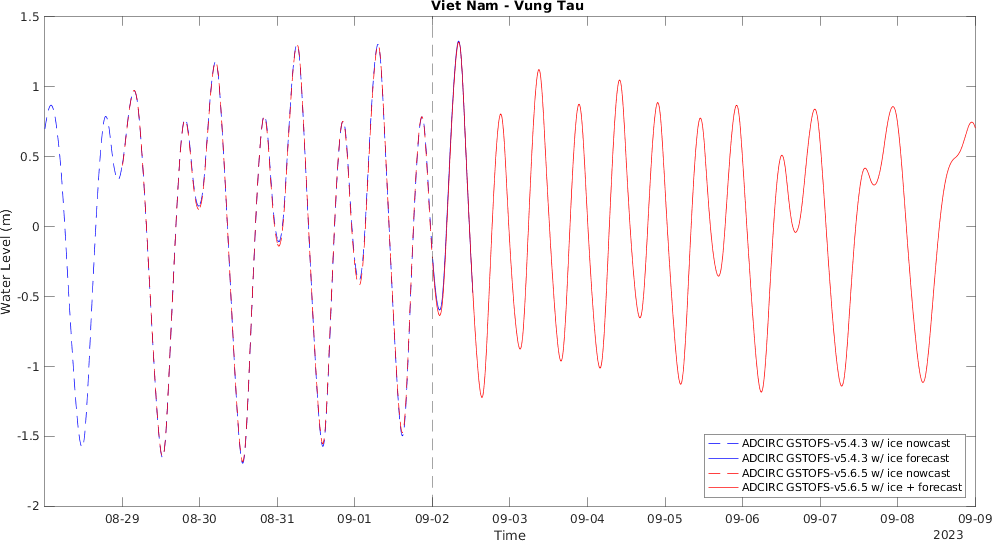 Viet Nam - Vung Tau
Water Level (m)
1.5
1
0.5
0
-0.5
-1
-1.5
-2
ADCIRC GSTOFS-v5.4.3 w/ ice nowcast
ADCIRC GSTOFS-v5.4.3 w/ ice forecast
ADCIRC GSTOFS-v5.6.5 w/ ice nowcast
ADCIRC GSTOFS-v5.6.5 w/ ice + forecast
08-29 08-30 08-31 09-01 09-02 09-03 09-04 09-05 09-06 09-07 09-08 09-09
Time
2023